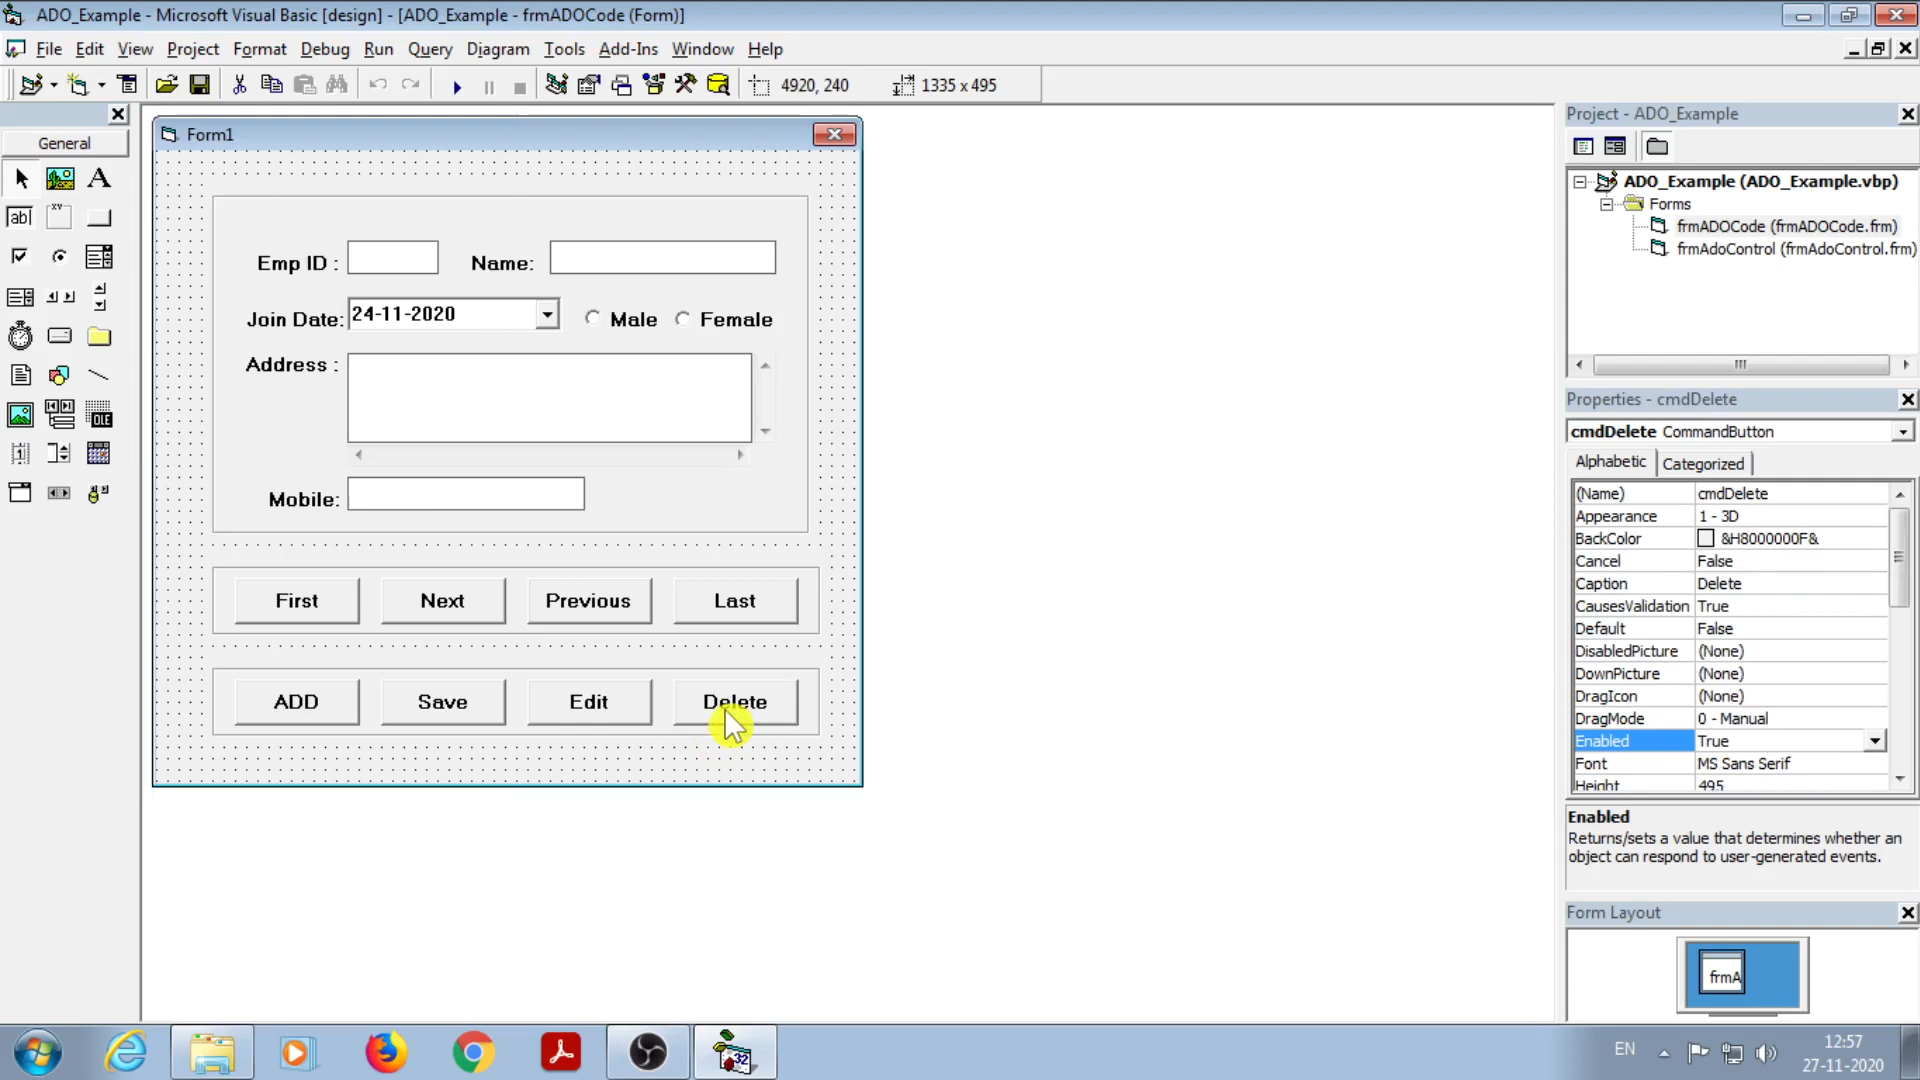 ADO_Example - Microsoft Visual Basic [design] - [ADO_Example - frmADOCode (Form)]
File Edit View Project Format Debug Run Query Diagram Tools Add-Ins Window Help
4920, 240 1335 x 495
General
Form1
Emp ID : Name:
Join Date: 24-11-2020 Male Female
Address :
Mobile:
First Next Previous Last
ADD Save Edit Delete
Project - ADO_Example
ADO_Example (ADO_Example.vbp)
Forms
frmADOCode (frmADOCode.frm)
frmAdoControl (frmAdoControl.frm)
Properties - cmdDelete
cmdDelete CommandButton
Alphabetic Categorized
(Name) cmdDelete
Appearance 1 - 3D
BackColor &H8000000F&
Cancel False
Caption Delete
CausesValidation True
Default False
DisabledPicture (None)
DownPicture (None)
DragIcon (None)
DragMode 0 - Manual
Enabled True
Font MS Sans Serif
Height 495
Enabled
Returns/sets a value that determines whether an
object can respond to user-generated events.
Form Layout
frmA
EN
12:57
27-11-2020